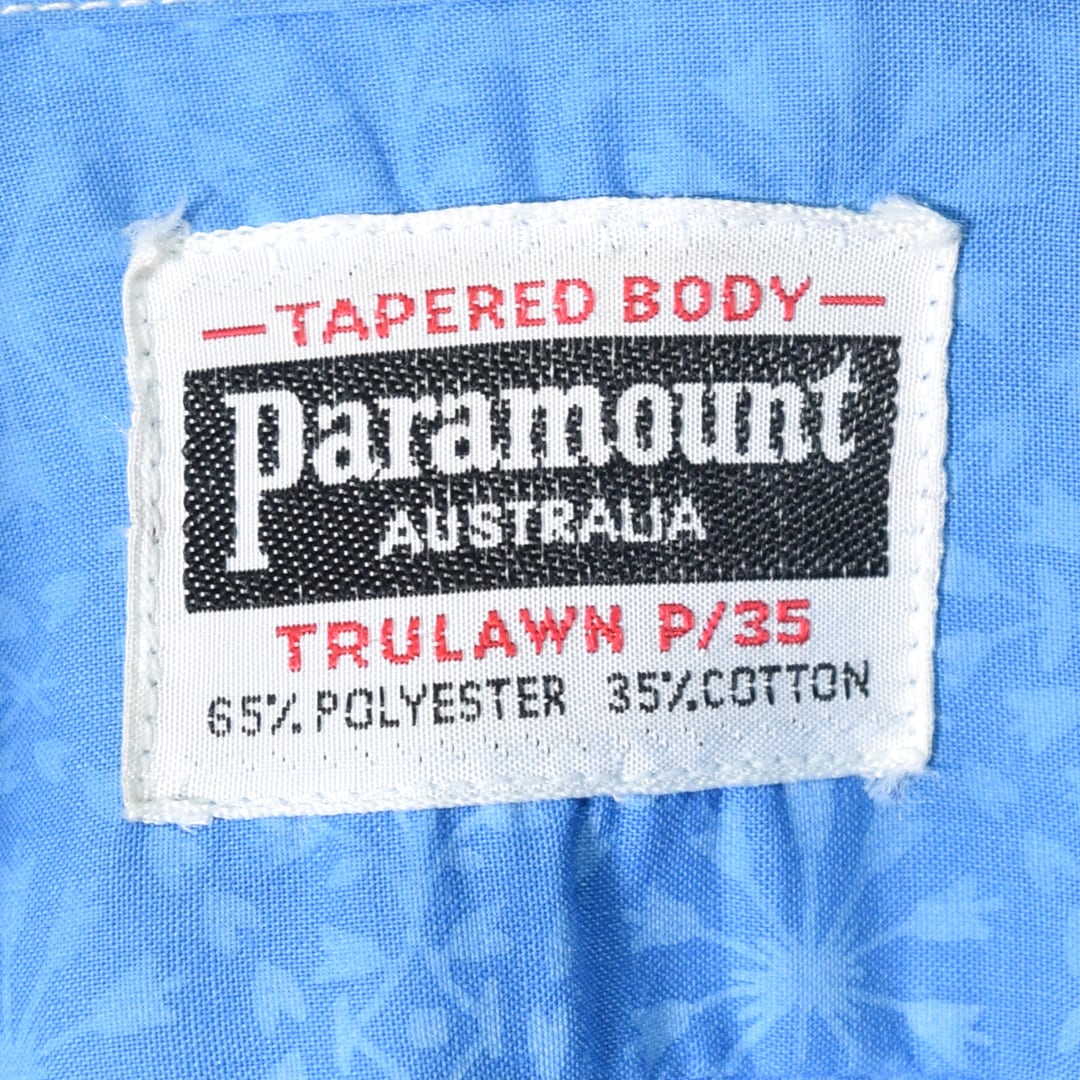 —TAPERED BODY—
Paramount
AUSTRALIA
TRULAWN P/35
65% POLYESTER 35% COTTON